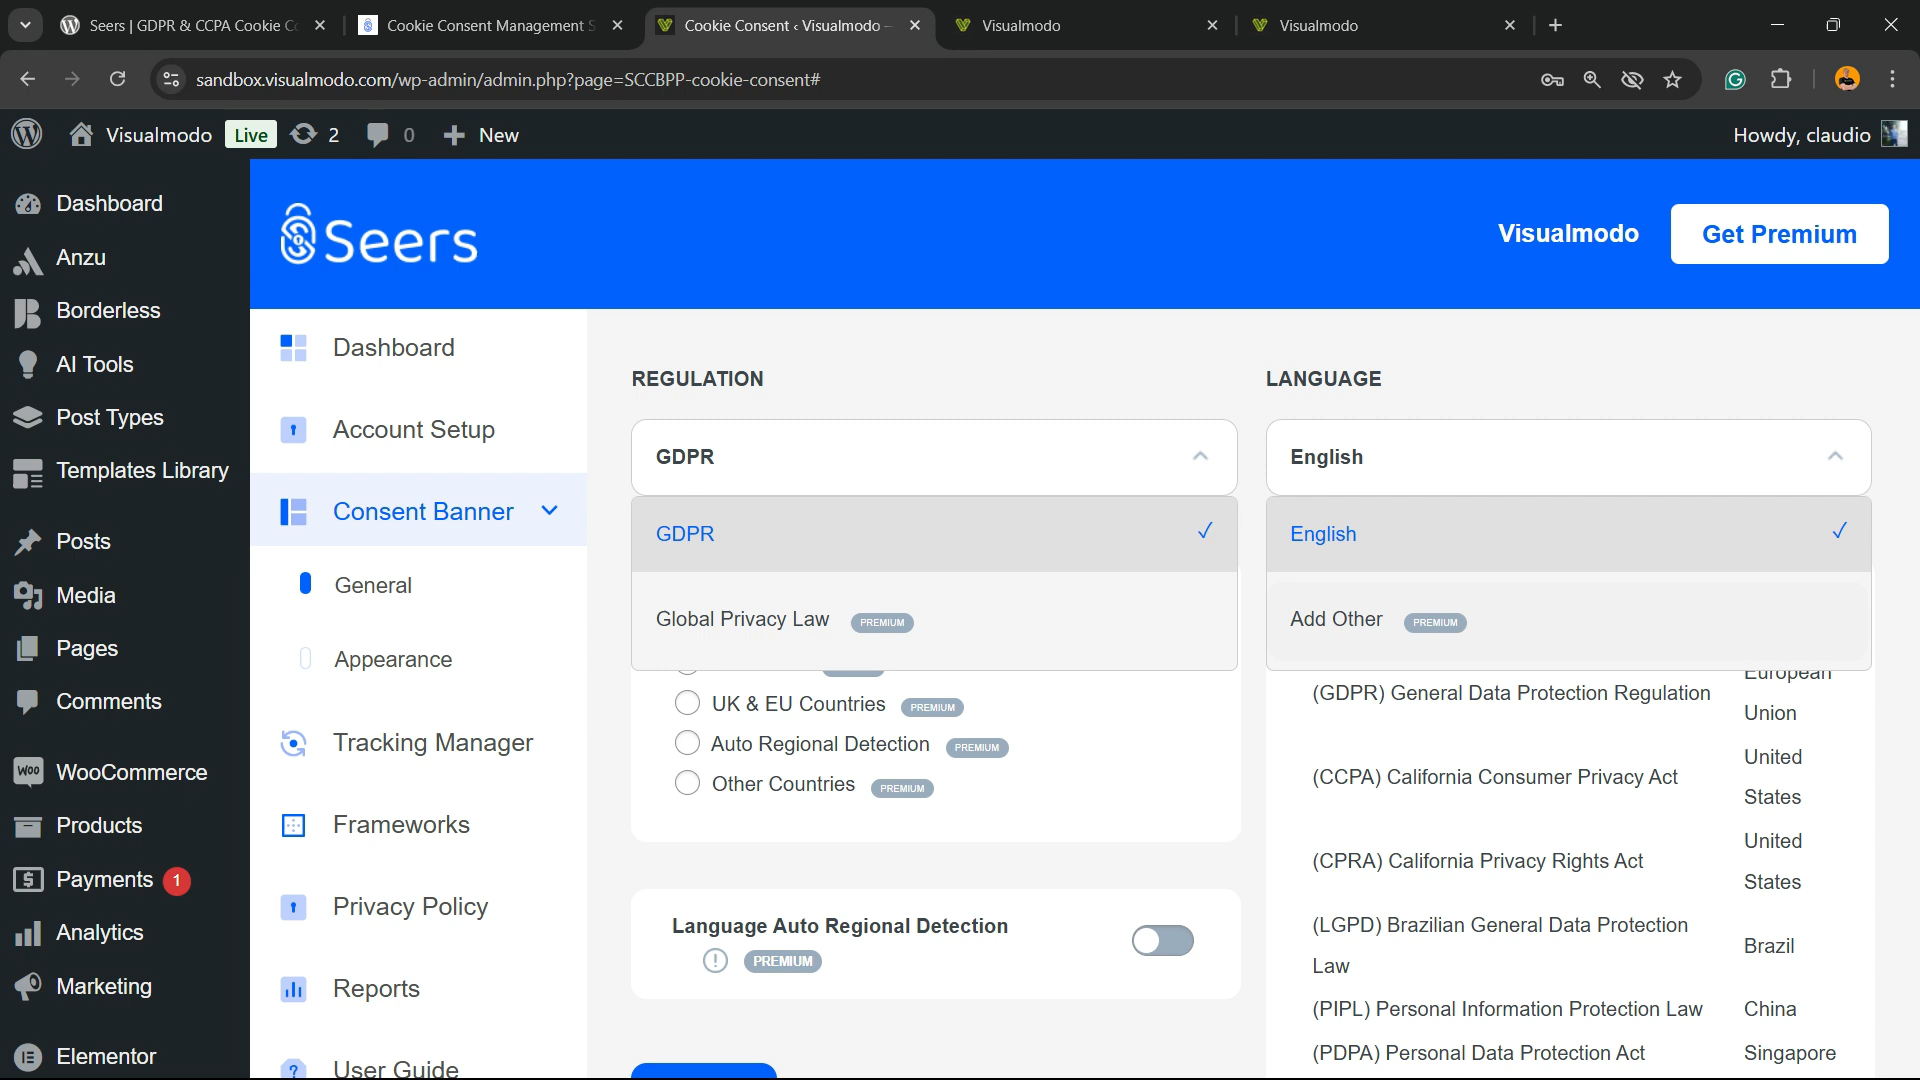 Seers | GDPR & CCPA Cookie Co
Cookie Consent Management S
Cookie Consent ‹ Visualmodo –
Visualmodo
Visualmodo
sandbox.visualmodo.com/wp-admin/admin.php?page=SCCBPP-cookie-consent#
Visualmodo
Live
2
0
New
Howdy, claudio
Dashboard
Anzu
Borderless
AI Tools
Post Types
Templates Library
Posts
Media
Pages
Comments
WooCommerce
Products
Payments 1
Analytics
Marketing
Elementor
Seers
Visualmodo
Get Premium
Dashboard
Account Setup
Consent Banner
General
Appearance
Tracking Manager
Frameworks
Privacy Policy
Reports
User Guide
REGULATION
GDPR
GDPR
Global Privacy Law PREMIUM
UK & EU Countries PREMIUM
Auto Regional Detection PREMIUM
Other Countries PREMIUM
Language Auto Regional Detection
PREMIUM
LANGUAGE
English
English
Add Other PREMIUM
(GDPR) General Data Protection Regulation
European
Union
(CCPA) California Consumer Privacy Act
United
States
(CPRA) California Privacy Rights Act
United
States
(LGPD) Brazilian General Data Protection
Law
Brazil
(PIPL) Personal Information Protection Law China
(PDPA) Personal Data Protection Act Singapore